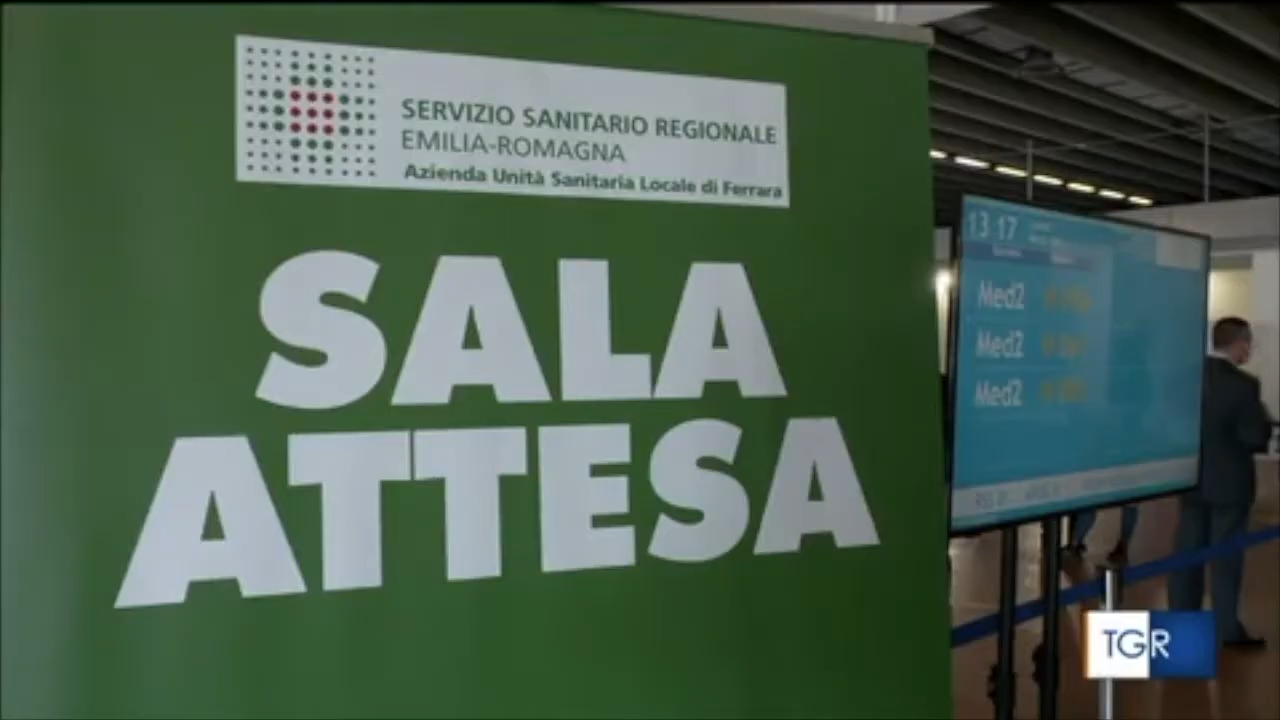 SERVIZIO SANITARIO REGIONALE
EMILIA-ROMAGNA
Azienda Unità Sanitaria Locale di Ferrara
SALA
ATTESA
13:17
Med2
Med2
Med2
TGR